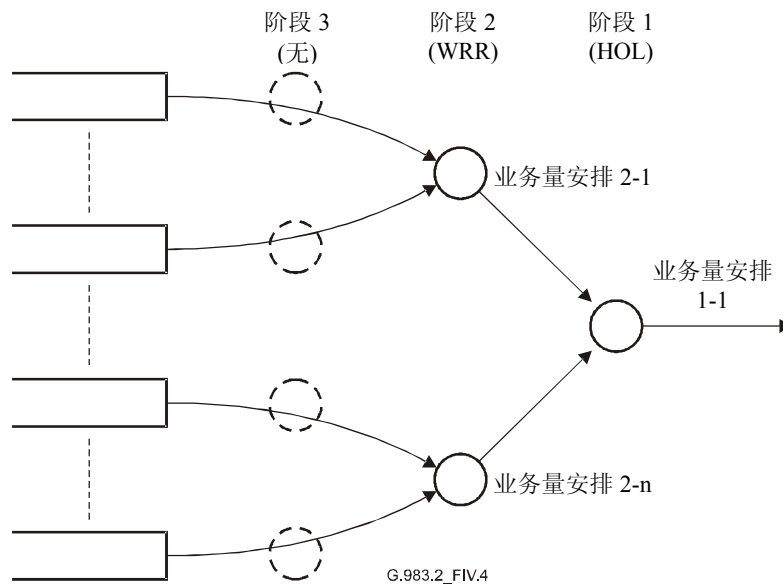 阶段 3
(无)
阶段 2
(WRR)
阶段 1
(HOL)
业务量安排 2-1
业务量安排
1-1
业务量安排 2-n
G.983.2_FIV.4